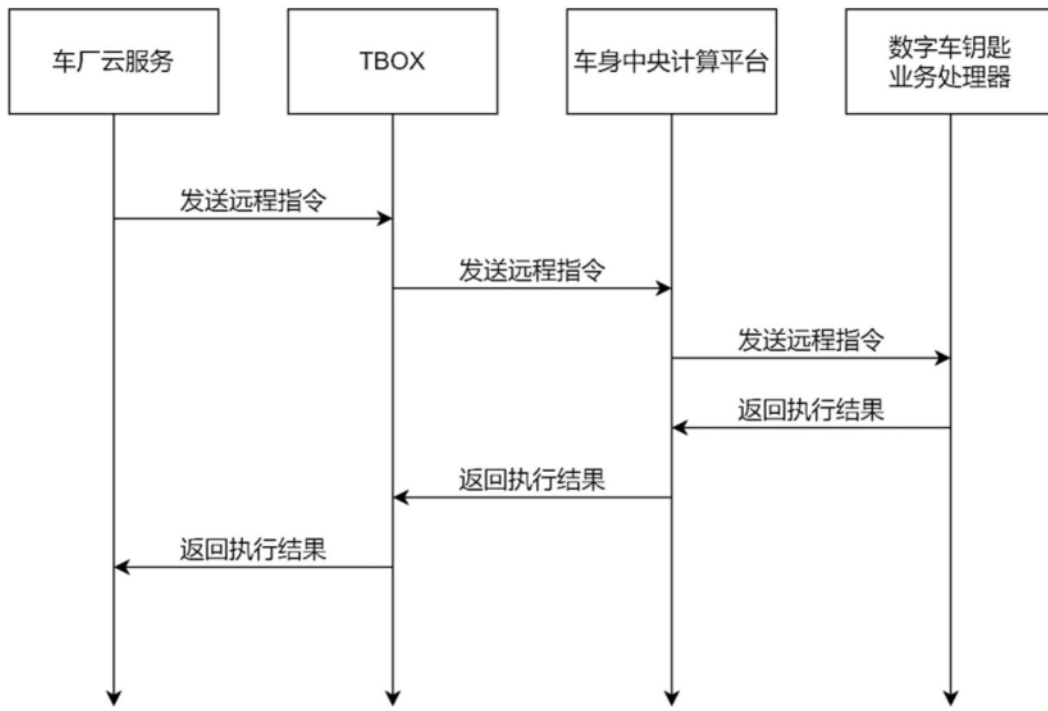 车厂云服务
TBOX
车身中央计算平台
数字车钥匙
业务处理器
发送远程指令
发送远程指令
发送远程指令
返回执行结果
返回执行结果
返回执行结果